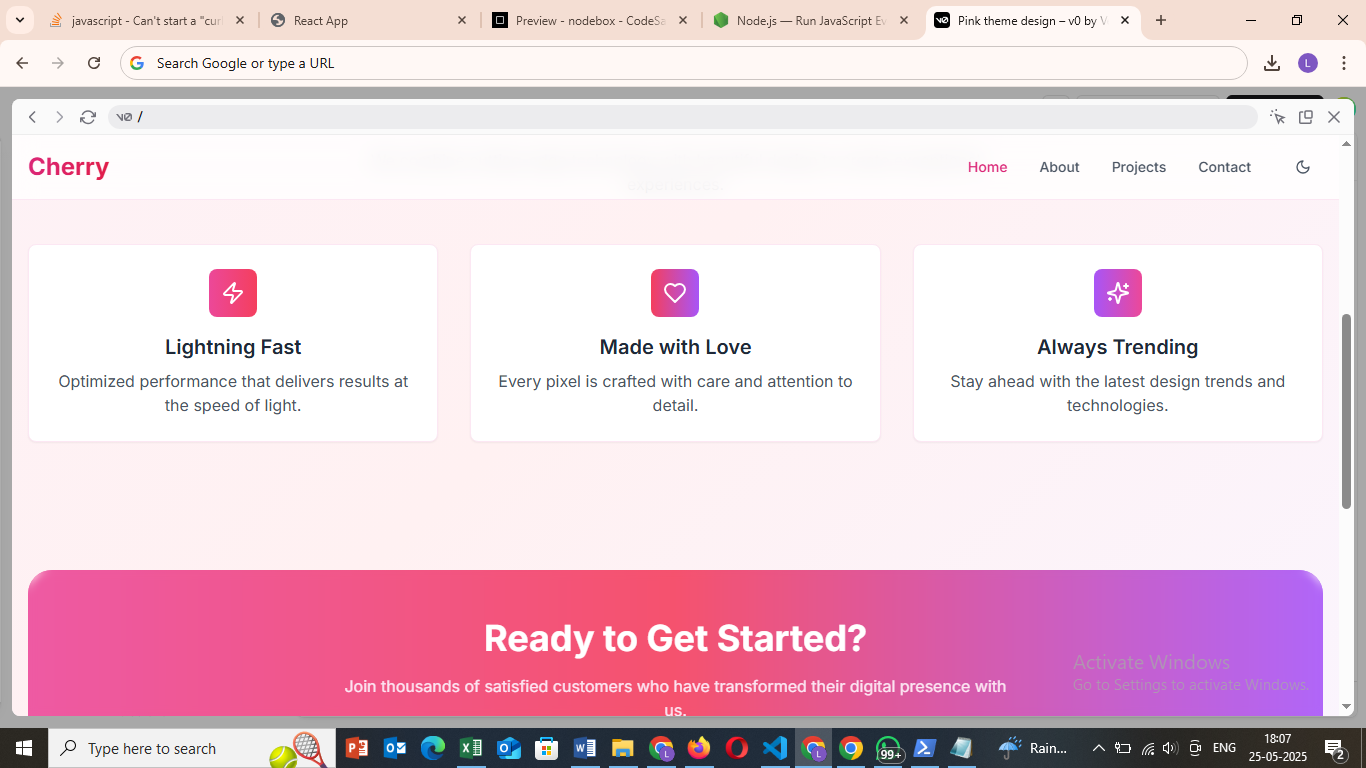 javascript - Can't start a "curl
React App
Preview - nodebox - CodeSa
Node.js — Run JavaScript Ev
Pink theme design – v0 by V
Search Google or type a URL
L
v0 /
Cherry
Home
About
Projects
Contact
experiences.
Lightning Fast
Optimized performance that delivers results at
the speed of light.
Made with Love
Every pixel is crafted with care and attention to
detail.
Always Trending
Stay ahead with the latest design trends and
technologies.
Ready to Get Started?
Join thousands of satisfied customers who have transformed their digital presence with
us.
Activate Windows
Go to Settings to activate Windows.
Type here to search
99+
Rain...
ENG
18:07
25-05-2025
2